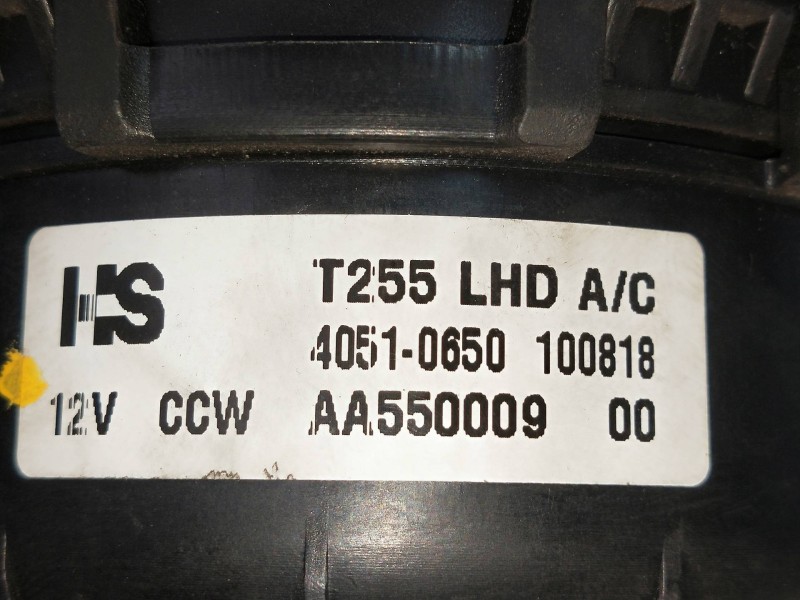 HS
T255 LHD A/C
4051-0650 100818
12V CCW AA550009 00